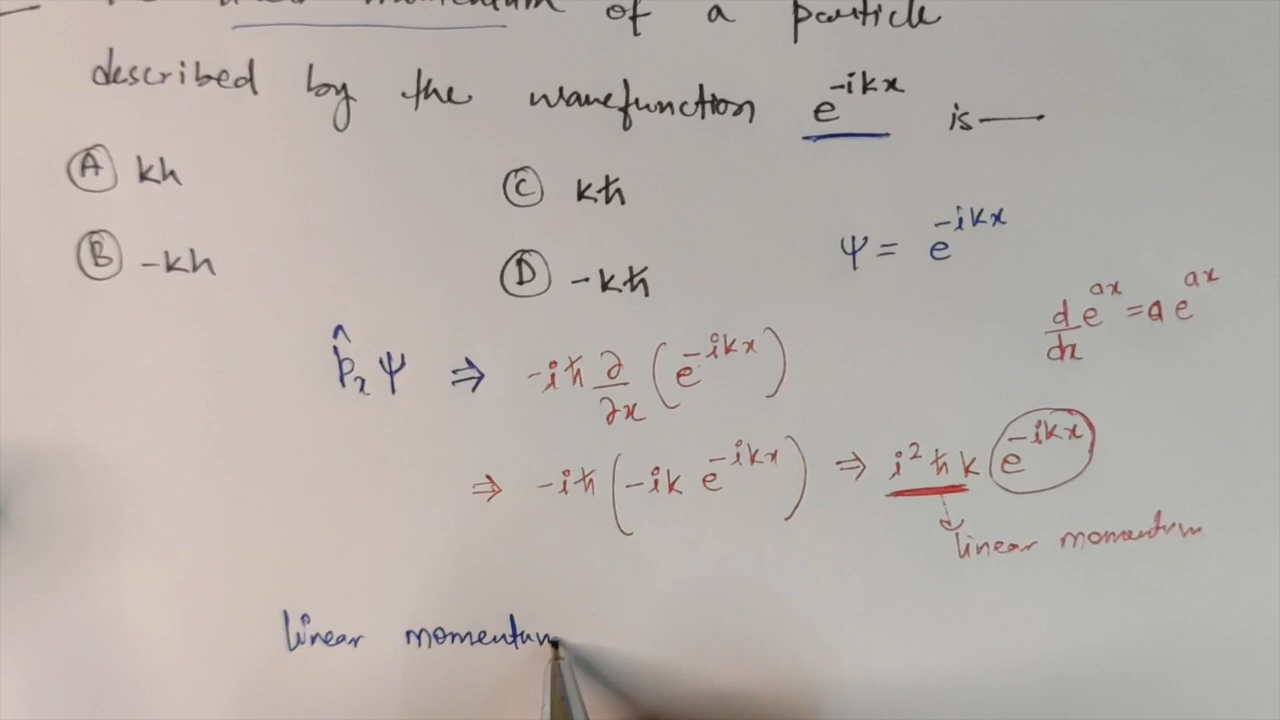 of a particle
described by the wavefunction e^-ikx is —
(A) kh
(C) kħ
(B) -kh
(D) -kħ
ψ = e^-ikx
d/dx e^ax = a e^ax
p̂x ψ ⇒ -iħ ∂/∂x (e^-ikx)
⇒ -iħ (-ik e^-ikx) ⇒ i²ħk e^-ikx
linear momentum
linear momentum